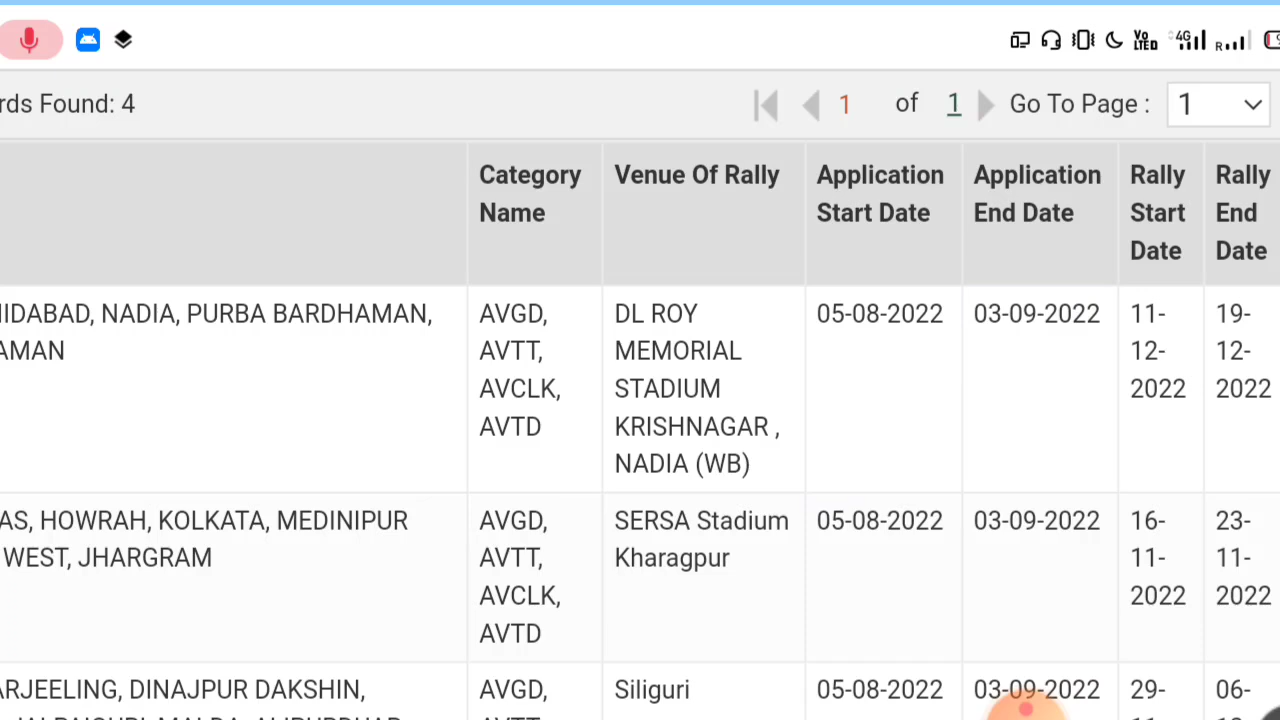 Vo
LTED
4G
R
rds Found: 4
1 of 1 Go To Page : 1
Category
Name
Venue Of Rally
Application
Start Date
Application
End Date
Rally
Start
Date
Rally
End
Date
IDABAD, NADIA, PURBA BARDHAMAN,
AMAN
AVGD,
AVTT,
AVCLK,
AVTD
DL ROY
MEMORIAL
STADIUM
KRISHNAGAR ,
NADIA (WB)
05-08-2022
03-09-2022
11-
12-
2022
19-
12-
2022
AS, HOWRAH, KOLKATA, MEDINIPUR
WEST, JHARGRAM
AVGD,
AVTT,
AVCLK,
AVTD
SERSA Stadium
Kharagpur
05-08-2022
03-09-2022
16-
11-
2022
23-
11-
2022
ARJEELING, DINAJPUR DAKSHIN,
AVGD,
Siliguri
05-08-2022
03-09-2022
29-
06-